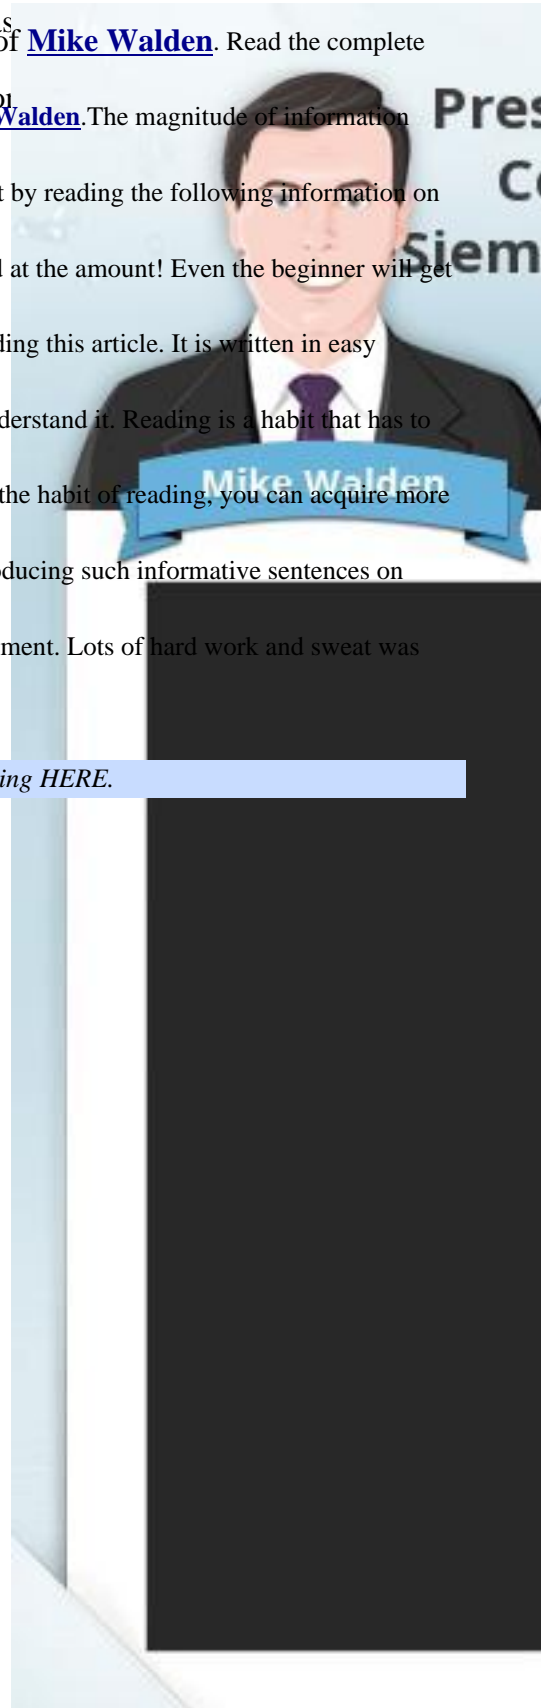 of Mike Walden. Read the complete
Walden.The magnitude of information
Pres
t by reading the following information on
Co
Siem
at the amount! Even the beginner will get
ding this article. It is written in easy
derstand it. Reading is a habit that has to
Mike Walden
the habit of reading, you can acquire more
oducing such informative sentences on
ment. Lots of hard work and sweat was
ing HERE.